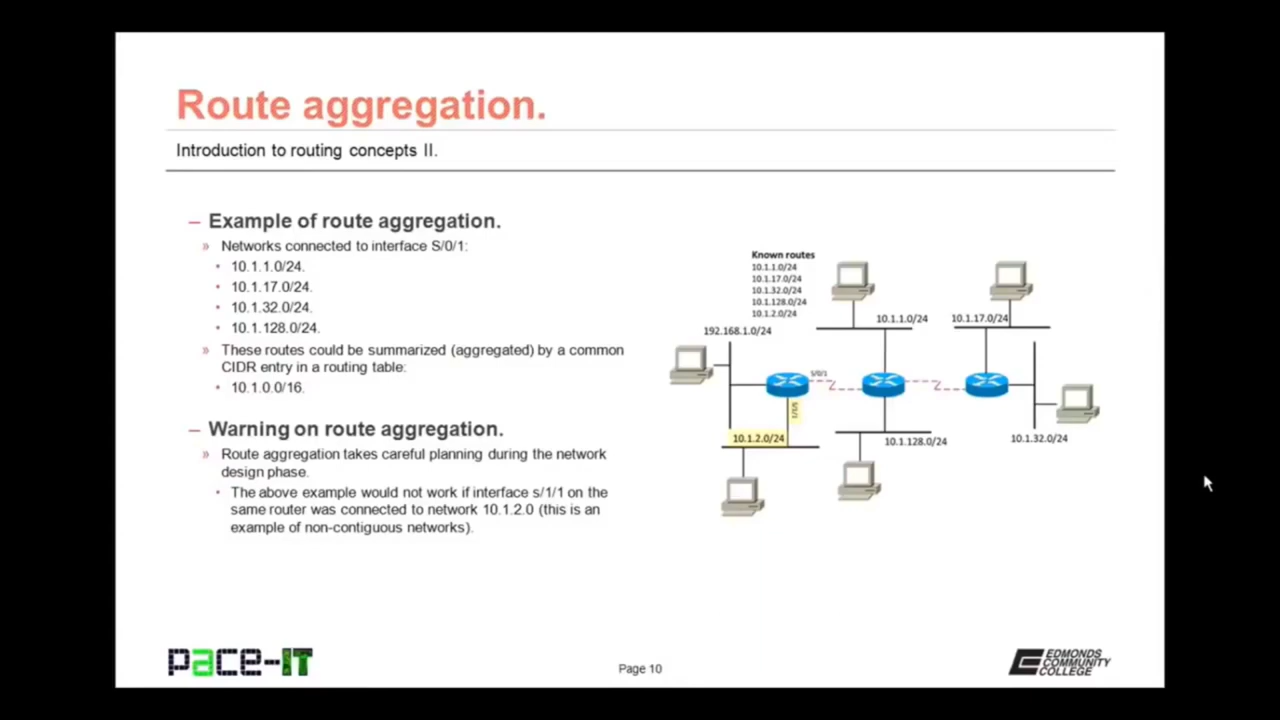 Route aggregation.
Introduction to routing concepts II.
– Example of route aggregation.
» Networks connected to interface S/0/1:
• 10.1.1.0/24.
• 10.1.17.0/24.
• 10.1.32.0/24.
• 10.1.128.0/24.
» These routes could be summarized (aggregated) by a common
CIDR entry in a routing table:
• 10.1.0.0/16.
– Warning on route aggregation.
» Route aggregation takes careful planning during the network
design phase.
• The above example would not work if interface s/1/1 on the
same router was connected to network 10.1.2.0 (this is an
example of non-contiguous networks).
Known routes
10.1.1.0/24
10.1.17.0/24
10.1.32.0/24
10.1.128.0/24
10.1.2.0/24
192.168.1.0/24
10.1.1.0/24
10.1.17.0/24
S/0/1
S/1/1
10.1.2.0/24
10.1.128.0/24
10.1.32.0/24
pace-IT
Page 10
EDMONDS
COMMUNITY
COLLEGE